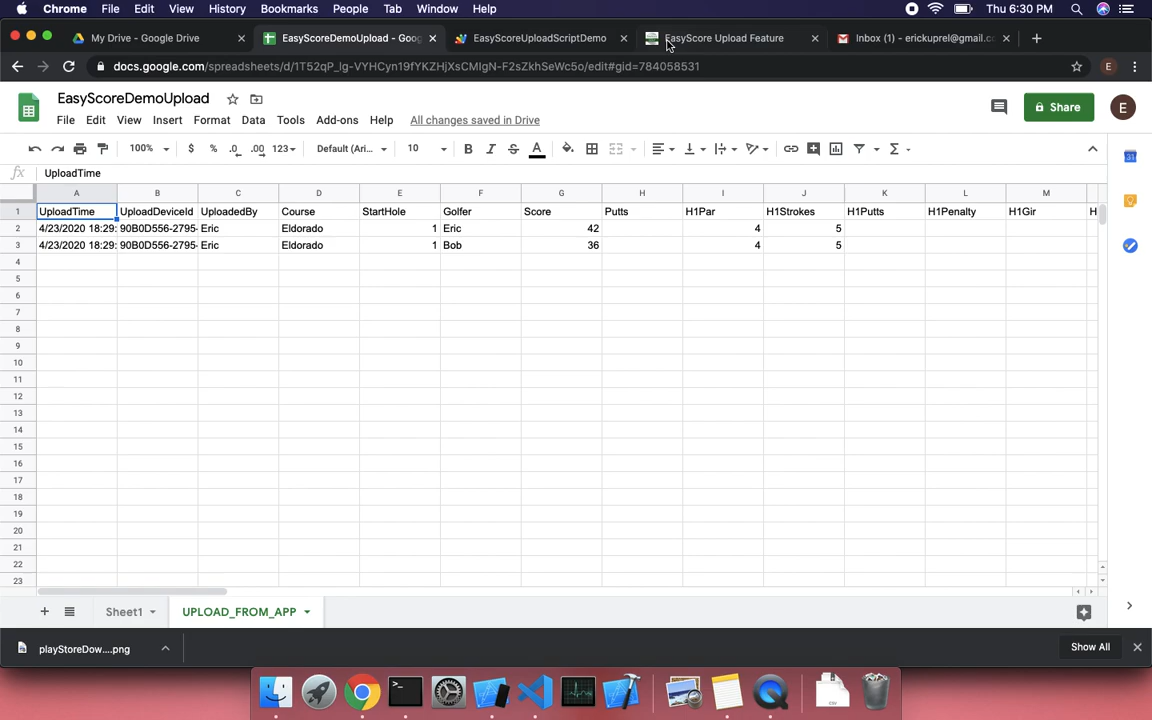 Chrome File Edit View History Bookmarks People Tab Window Help Thu 6:30 PM
My Drive - Google Drive EasyScoreDemoUpload - Goog EasyScoreUploadScriptDemo EasyScore Upload Feature Inbox (1) - erickuprel@gmail.c
docs.google.com/spreadsheets/d/1T52qP_lg-VYHCyn19fYKZHjXsCMlgN-F2sZkhSeWc5o/edit#gid=784058531 E
EasyScoreDemoUpload Share E
File Edit View Insert Format Data Tools Add-ons Help All changes saved in Drive
100% $ % .0 .00 123 Default (Ari... 10 B I S A
fx UploadTime
A B C D E F G H I J K L M
1 UploadTime UploadDeviceId UploadedBy Course StartHole Golfer Score Putts H1Par H1Strokes H1Putts H1Penalty H1Gir H
2 4/23/2020 18:29: 90B0D556-2795- Eric Eldorado 1 Eric 42 4 5
3 4/23/2020 18:29: 90B0D556-2795- Eric Eldorado 1 Bob 36 4 5
4
5
6
7
8
9
10
11
12
13
14
15
16
17
18
19
20
21
22
23
Sheet1 UPLOAD_FROM_APP
playStoreDow....png Show All